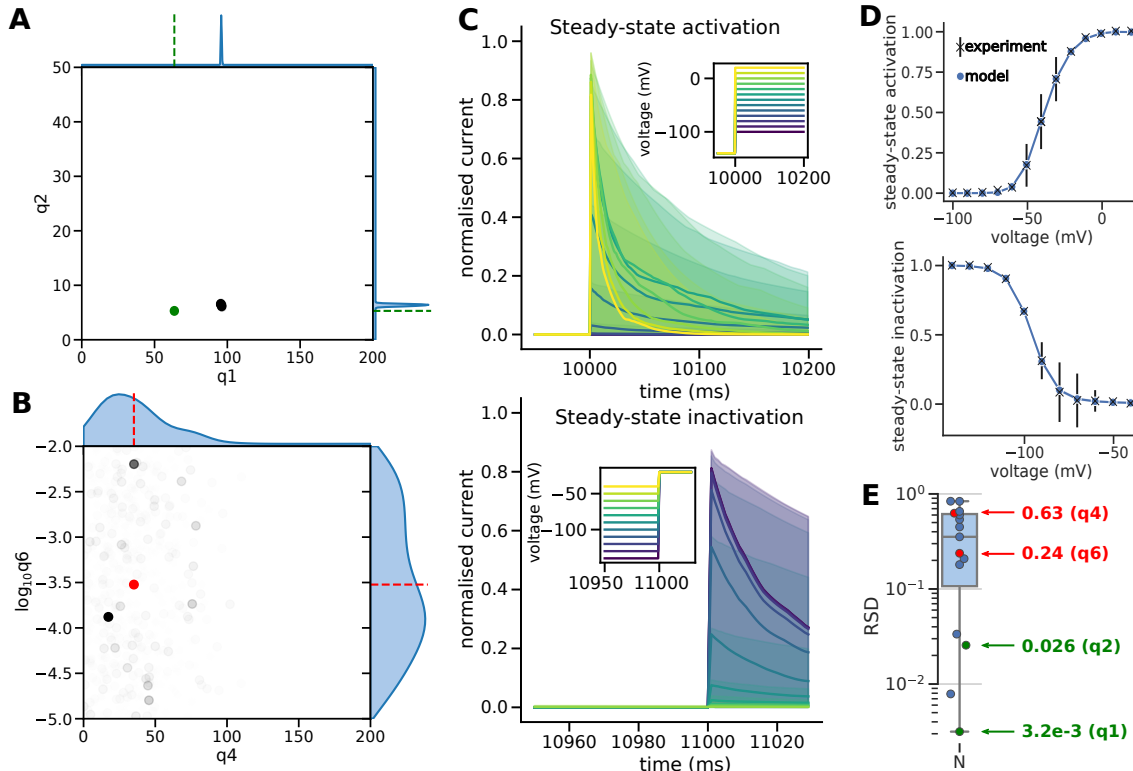 A
50
40
30
20
10
0
q2
0
50
100
150
200
q1
B
−2.0
−2.5
−3.0
−3.5
−4.0
−4.5
−5.0
log10q6
0
50
100
150
200
q4
C
Steady-state activation
1.0
0.8
0.6
0.4
0.2
0.0
normalised current
10000
10100
10200
time (ms)
voltage (mV)
0
−100
10000
10200
Steady-state inactivation
1.0
0.8
0.6
0.4
0.2
0.0
normalised current
10960
10980
11000
11020
time (ms)
voltage (mV)
−50
−100
10950
11000
D
steady-state activation
1.00
0.75
0.50
0.25
0.00
experiment
model
−100
−50
0
voltage (mV)
steady-state inactivation
1.0
0.5
0.0
−100
−50
voltage (mV)
E
RSD
10⁰
10⁻¹
10⁻²
N
0.63 (q4)
0.24 (q6)
0.026 (q2)
3.2e-3 (q1)